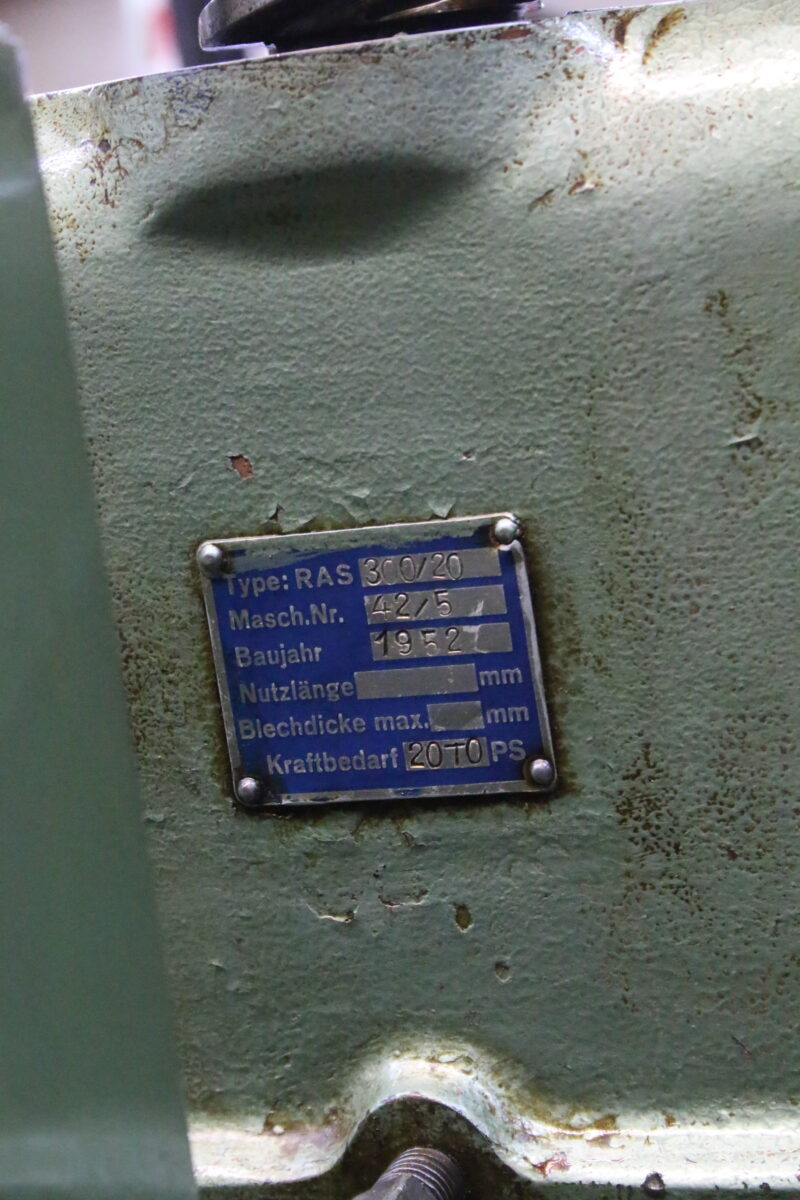 Type: RAS 300/20
Masch.Nr. 42/5
Baujahr 1952
Nutzlänge mm
Blechdicke max. mm
Kraftbedarf 20T0 PS